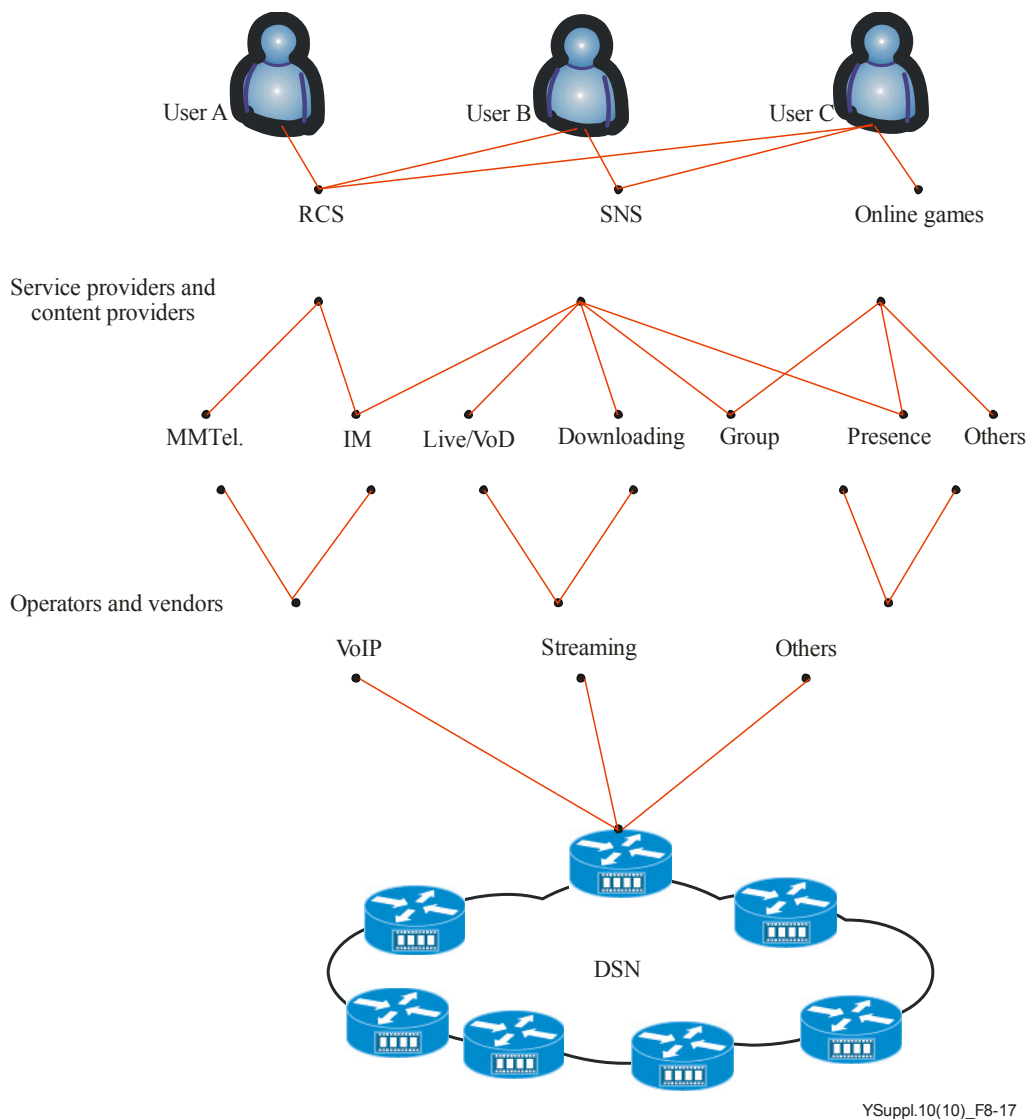 User A
User B
User C
RCS
SNS
Online games
Service providers and
content providers
MMTel.
IM
Live/VoD
Downloading
Group
Presence
Others
Operators and vendors
VoIP
Streaming
Others
DSN
YSuppl.10(10)_F8-17